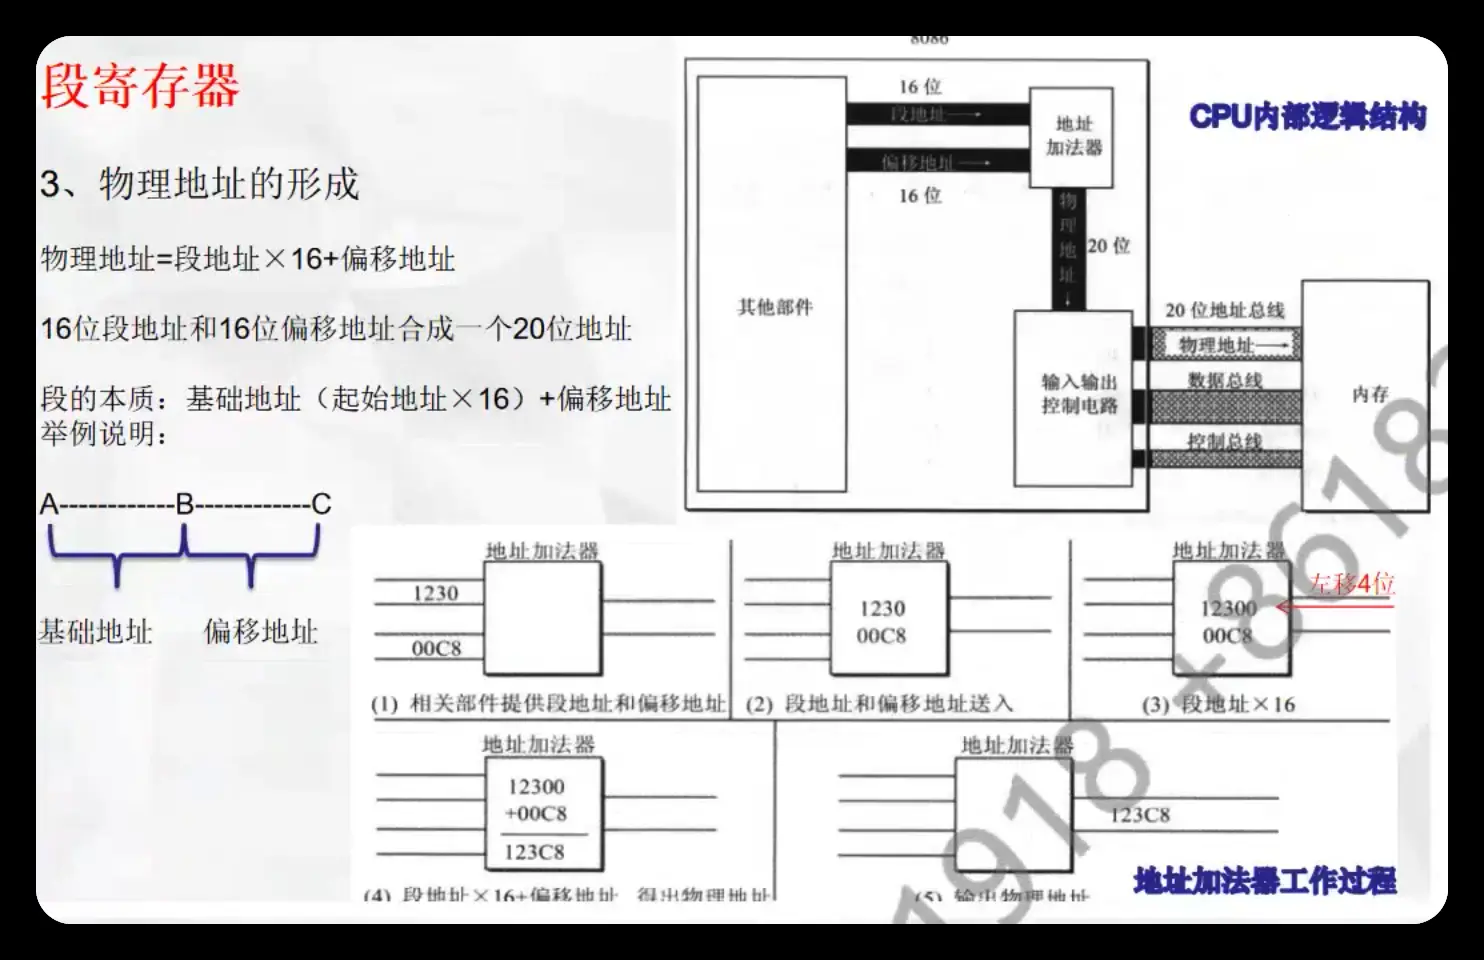 段寄存器
3、物理地址的形成
物理地址=段地址×16+偏移地址
16位段地址和16位偏移地址合成一个20位地址
段的本质：基础地址（起始地址×16）+偏移地址
举例说明：
A------------B------------C
基础地址
偏移地址
8086
CPU内部逻辑结构
16 位
段地址
偏移地址
16 位
地址
加法器
物理地址
20 位
其他部件
输入输出
控制电路
20 位地址总线
物理地址
数据总线
控制总线
内存
地址加法器
1230
00C8
(1) 相关部件提供段地址和偏移地址
地址加法器
1230
00C8
(2) 段地址和偏移地址送入
地址加法器
左移4位
12300
00C8
(3) 段地址×16
地址加法器
12300
+00C8
123C8
(4) 段地址×16+偏移地址 得出物理地址
地址加法器
123C8
(5) 输出物理地址
地址加法器工作过程
1918 +86183